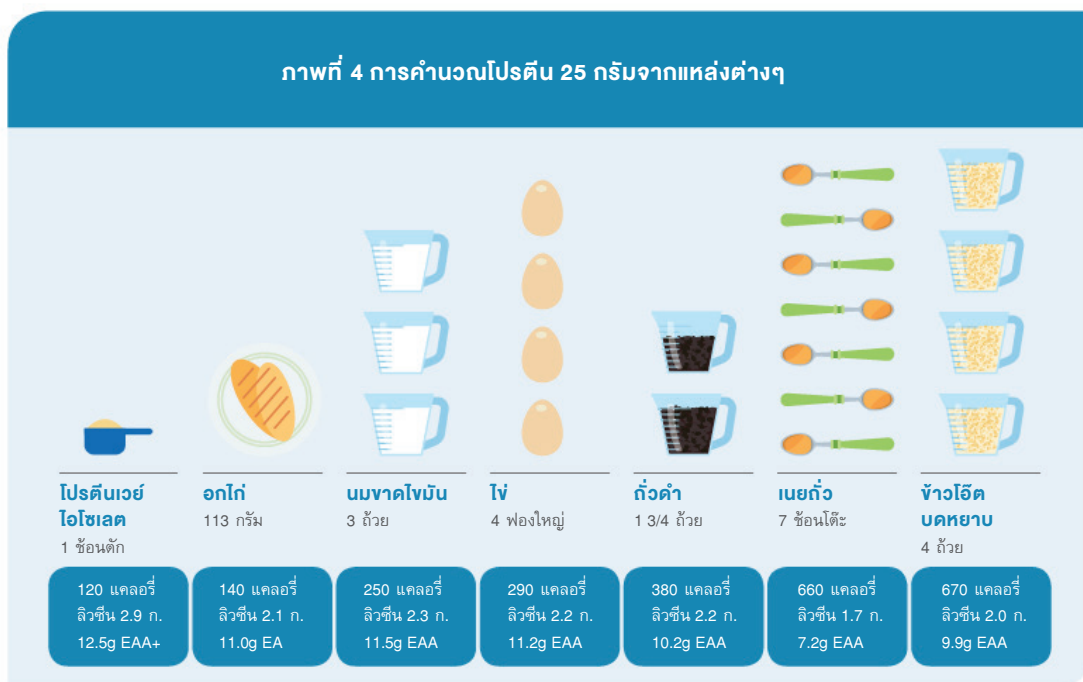 ภาพที่ 4 การคำนวณโปรตีน 25 กรัมจากแหล่งต่างๆ
โปรตีนเวย์
ไอโซเลต
1 ช้อนตัก
120 แคลอรี่
ลิวซีน 2.9 ก.
12.5g EAA+
อกไก่
113 กรัม
140 แคลอรี่
ลิวซีน 2.1 ก.
11.0g EA
นมขาดไขมัน
3 ถ้วย
250 แคลอรี่
ลิวซีน 2.3 ก.
11.5g EAA
ไข่
4 ฟองใหญ่
290 แคลอรี่
ลิวซีน 2.2 ก.
11.2g EAA
ถั่วดำ
1 3/4 ถ้วย
380 แคลอรี่
ลิวซีน 2.2 ก.
10.2g EAA
เนยถั่ว
7 ช้อนโต๊ะ
660 แคลอรี่
ลิวซีน 1.7 ก.
7.2g EAA
ข้าวโอ๊ต
บดหยาบ
4 ถ้วย
670 แคลอรี่
ลิวซีน 2.0 ก.
9.9g EAA